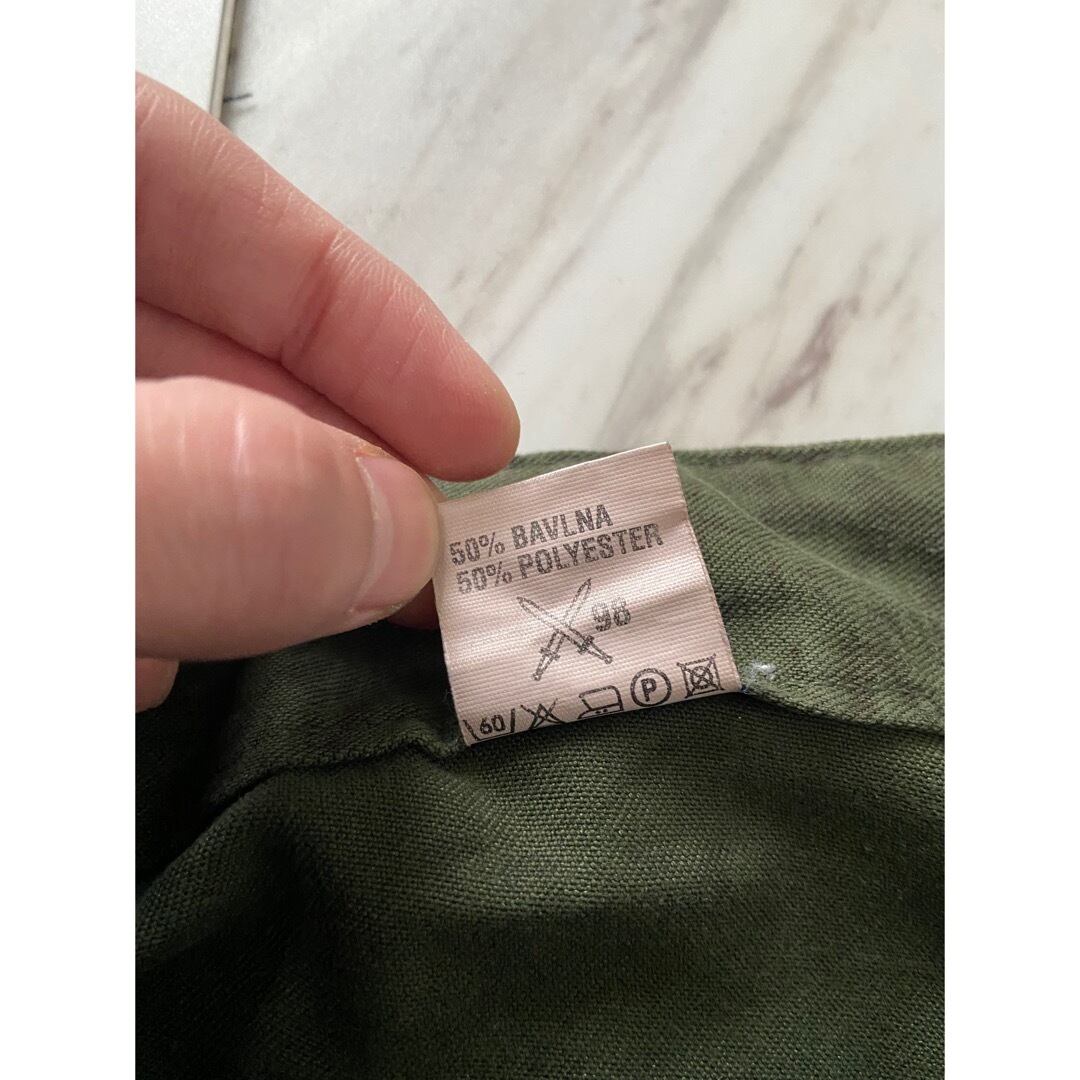 50% BAVLNA
50% POLYESTER
98
60 P